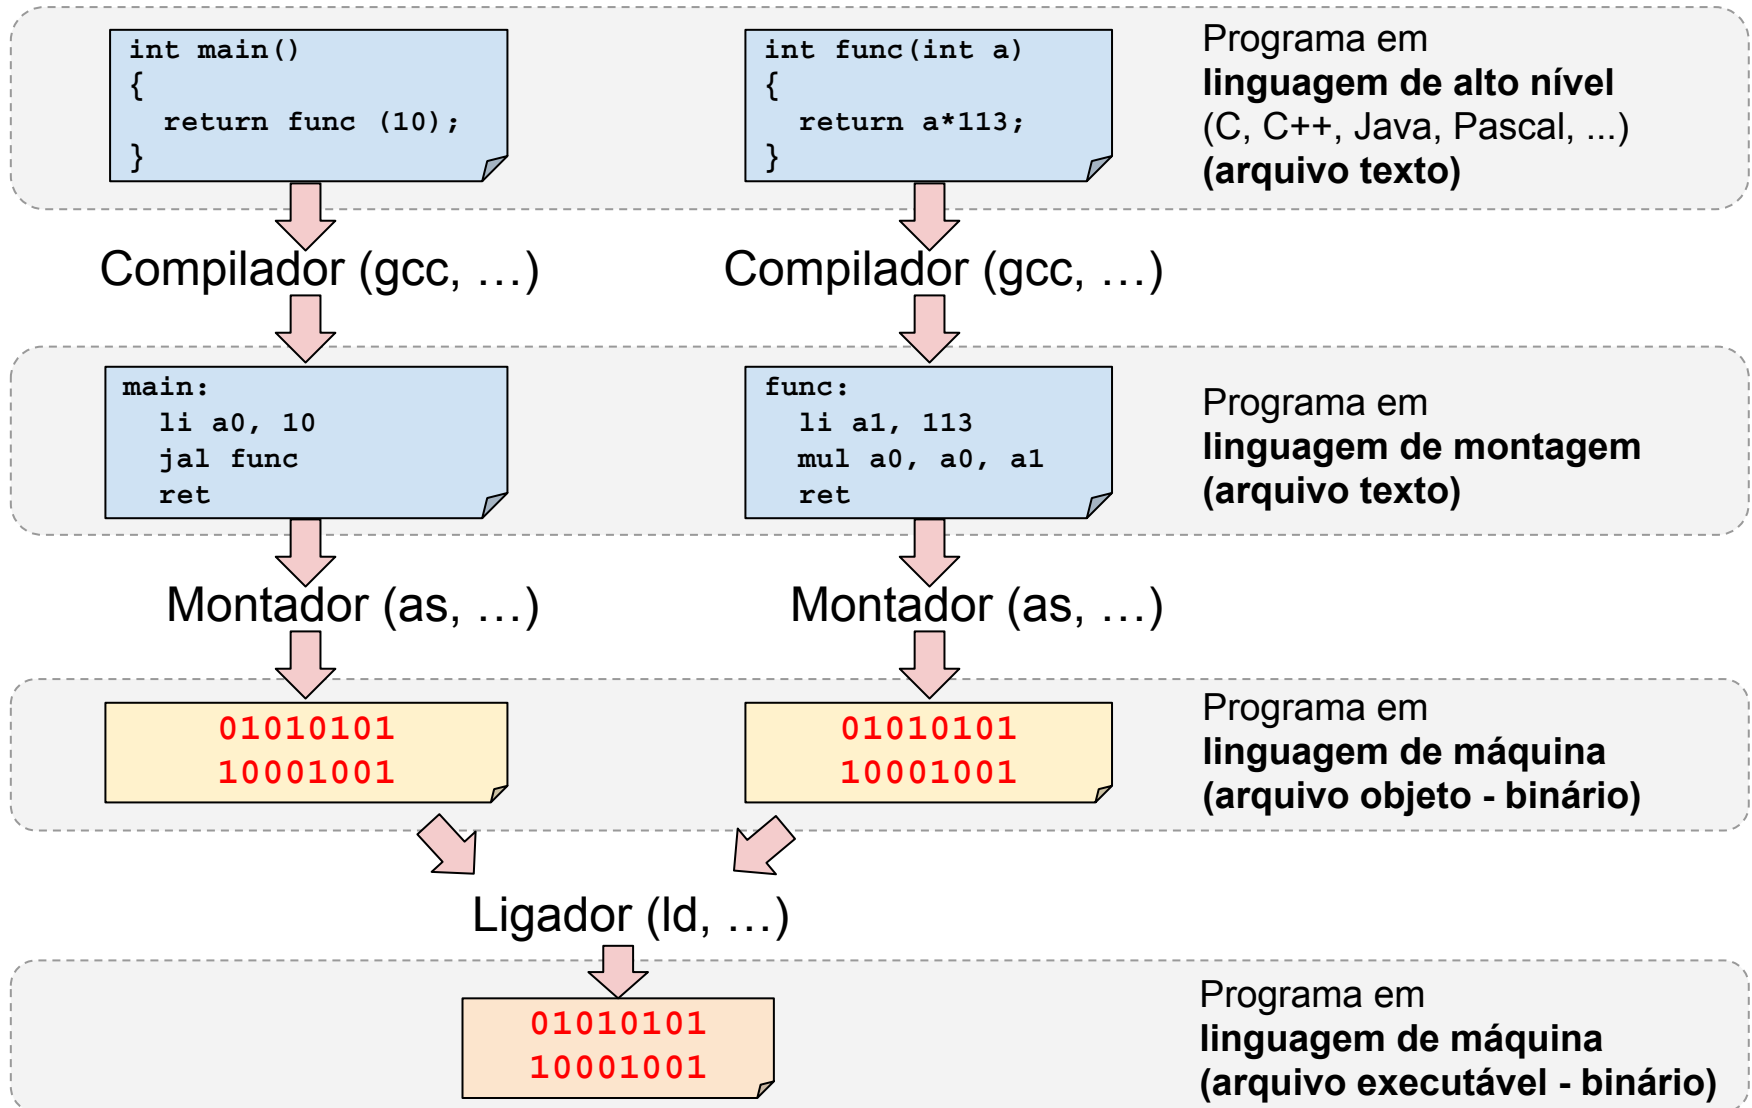 int main()
{
  return func (10);
}
int func(int a)
{
  return a*113;
}
Programa em
linguagem de alto nível
(C, C++, Java, Pascal, ...)
(arquivo texto)
Compilador (gcc, …)
Compilador (gcc, …)
main:
  li a0, 10
  jal func
  ret
func:
  li a1, 113
  mul a0, a0, a1
  ret
Programa em
linguagem de montagem
(arquivo texto)
Montador (as, …)
Montador (as, …)
01010101
10001001
01010101
10001001
Programa em
linguagem de máquina
(arquivo objeto - binário)
Ligador (ld, …)
01010101
10001001
Programa em
linguagem de máquina
(arquivo executável - binário)